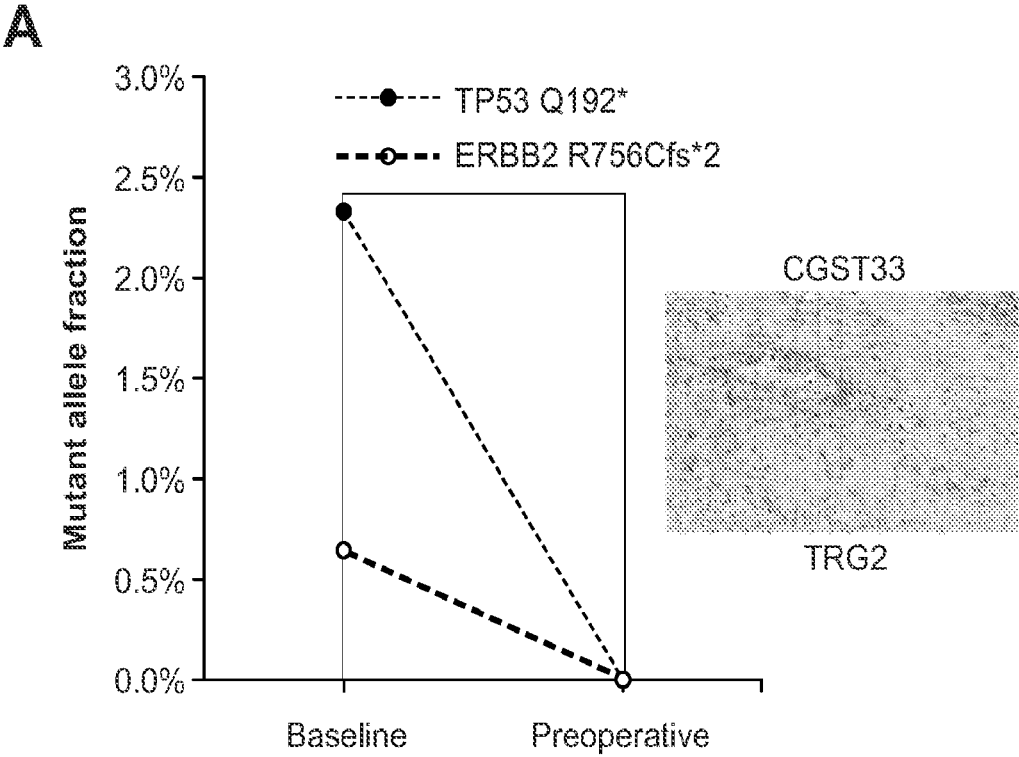 A
3.0%
TP53 Q192*
ERBB2 R756Cfs*2
2.5%
2.0%
1.5%
1.0%
0.5%
0.0%
Mutant allele fraction
Baseline
Preoperative
CGST33
TRG2